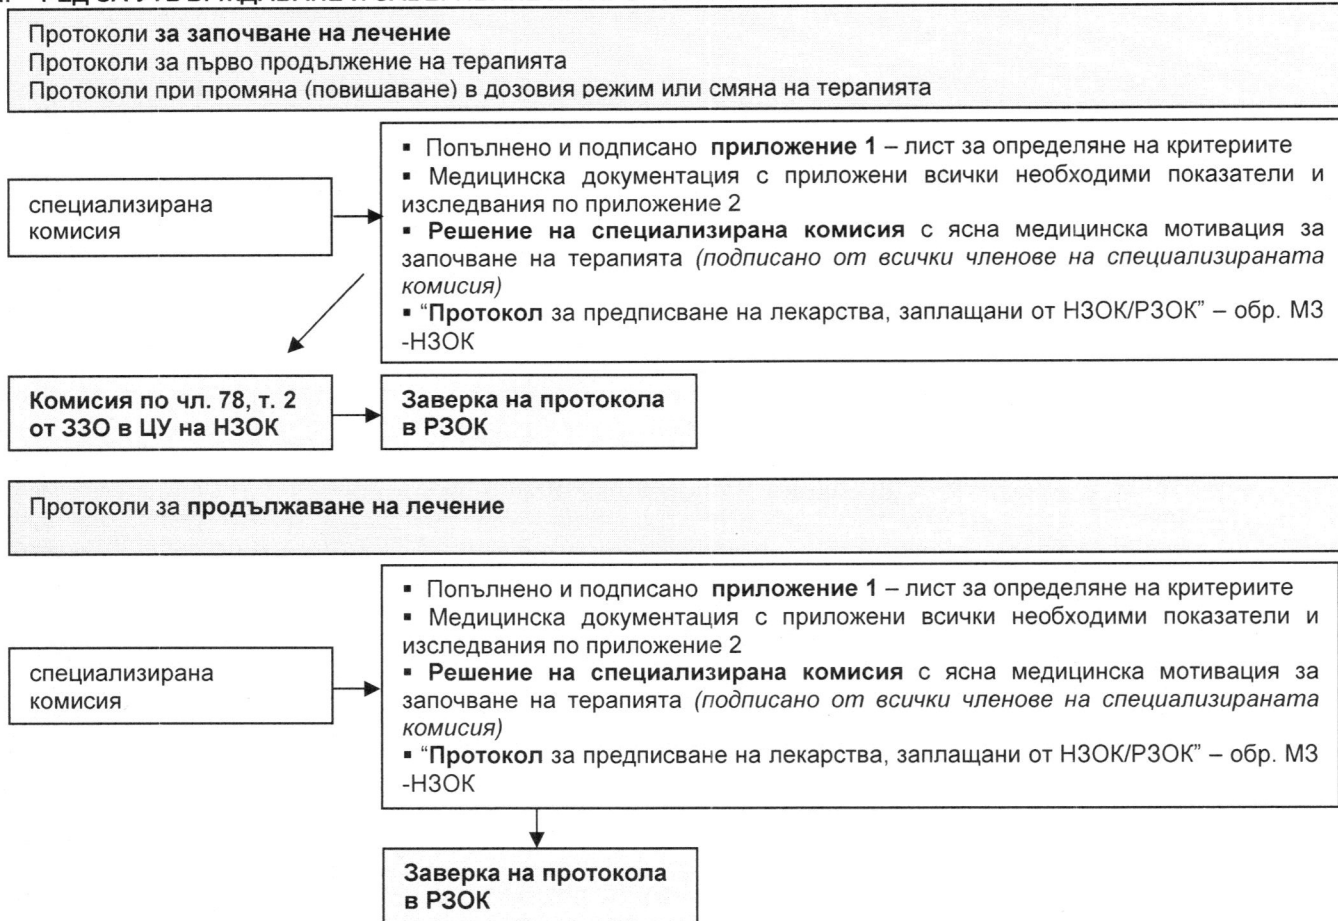 Протоколи за започване на лечение
Протоколи за първо продължение на терапията
Протоколи при промяна (повишаване) в дозовия режим или смяна на терапията
специализирана
комисия
▪ Попълнено и подписано приложение 1 – лист за определяне на критериите
▪ Медицинска документация с приложени всички необходими показатели и
изследвания по приложение 2
▪ Решение на специализирана комисия с ясна медицинска мотивация за
започване на терапията (подписано от всички членове на специализираната
комисия)
▪ “Протокол за предписване на лекарства, заплащани от НЗОК/РЗОК” – обр. МЗ
-НЗОК
Комисия по чл. 78, т. 2
от ЗЗО в ЦУ на НЗОК
Заверка на протокола
в РЗОК
Протоколи за продължаване на лечение
специализирана
комисия
▪ Попълнено и подписано приложение 1 – лист за определяне на критериите
▪ Медицинска документация с приложени всички необходими показатели и
изследвания по приложение 2
▪ Решение на специализирана комисия с ясна медицинска мотивация за
започване на терапията (подписано от всички членове на специализираната
комисия)
▪ “Протокол за предписване на лекарства, заплащани от НЗОК/РЗОК” – обр. МЗ
-НЗОК
Заверка на протокола
в РЗОК